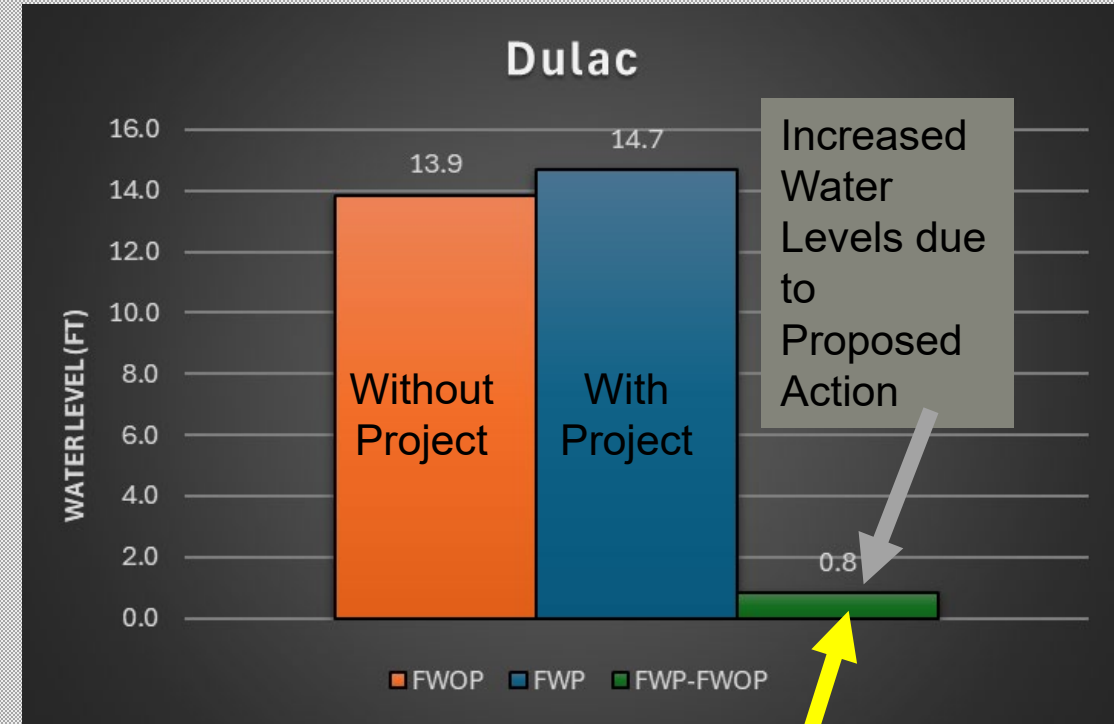 Dulac
16.0
14.0
12.0
10.0
8.0
6.0
4.0
2.0
0.0
WATER LEVEL (FT)
13.9
14.7
0.8
Without
Project
With
Project
Increased
Water
Levels due
to
Proposed
Action
FWOP FWP FWP-FWOP